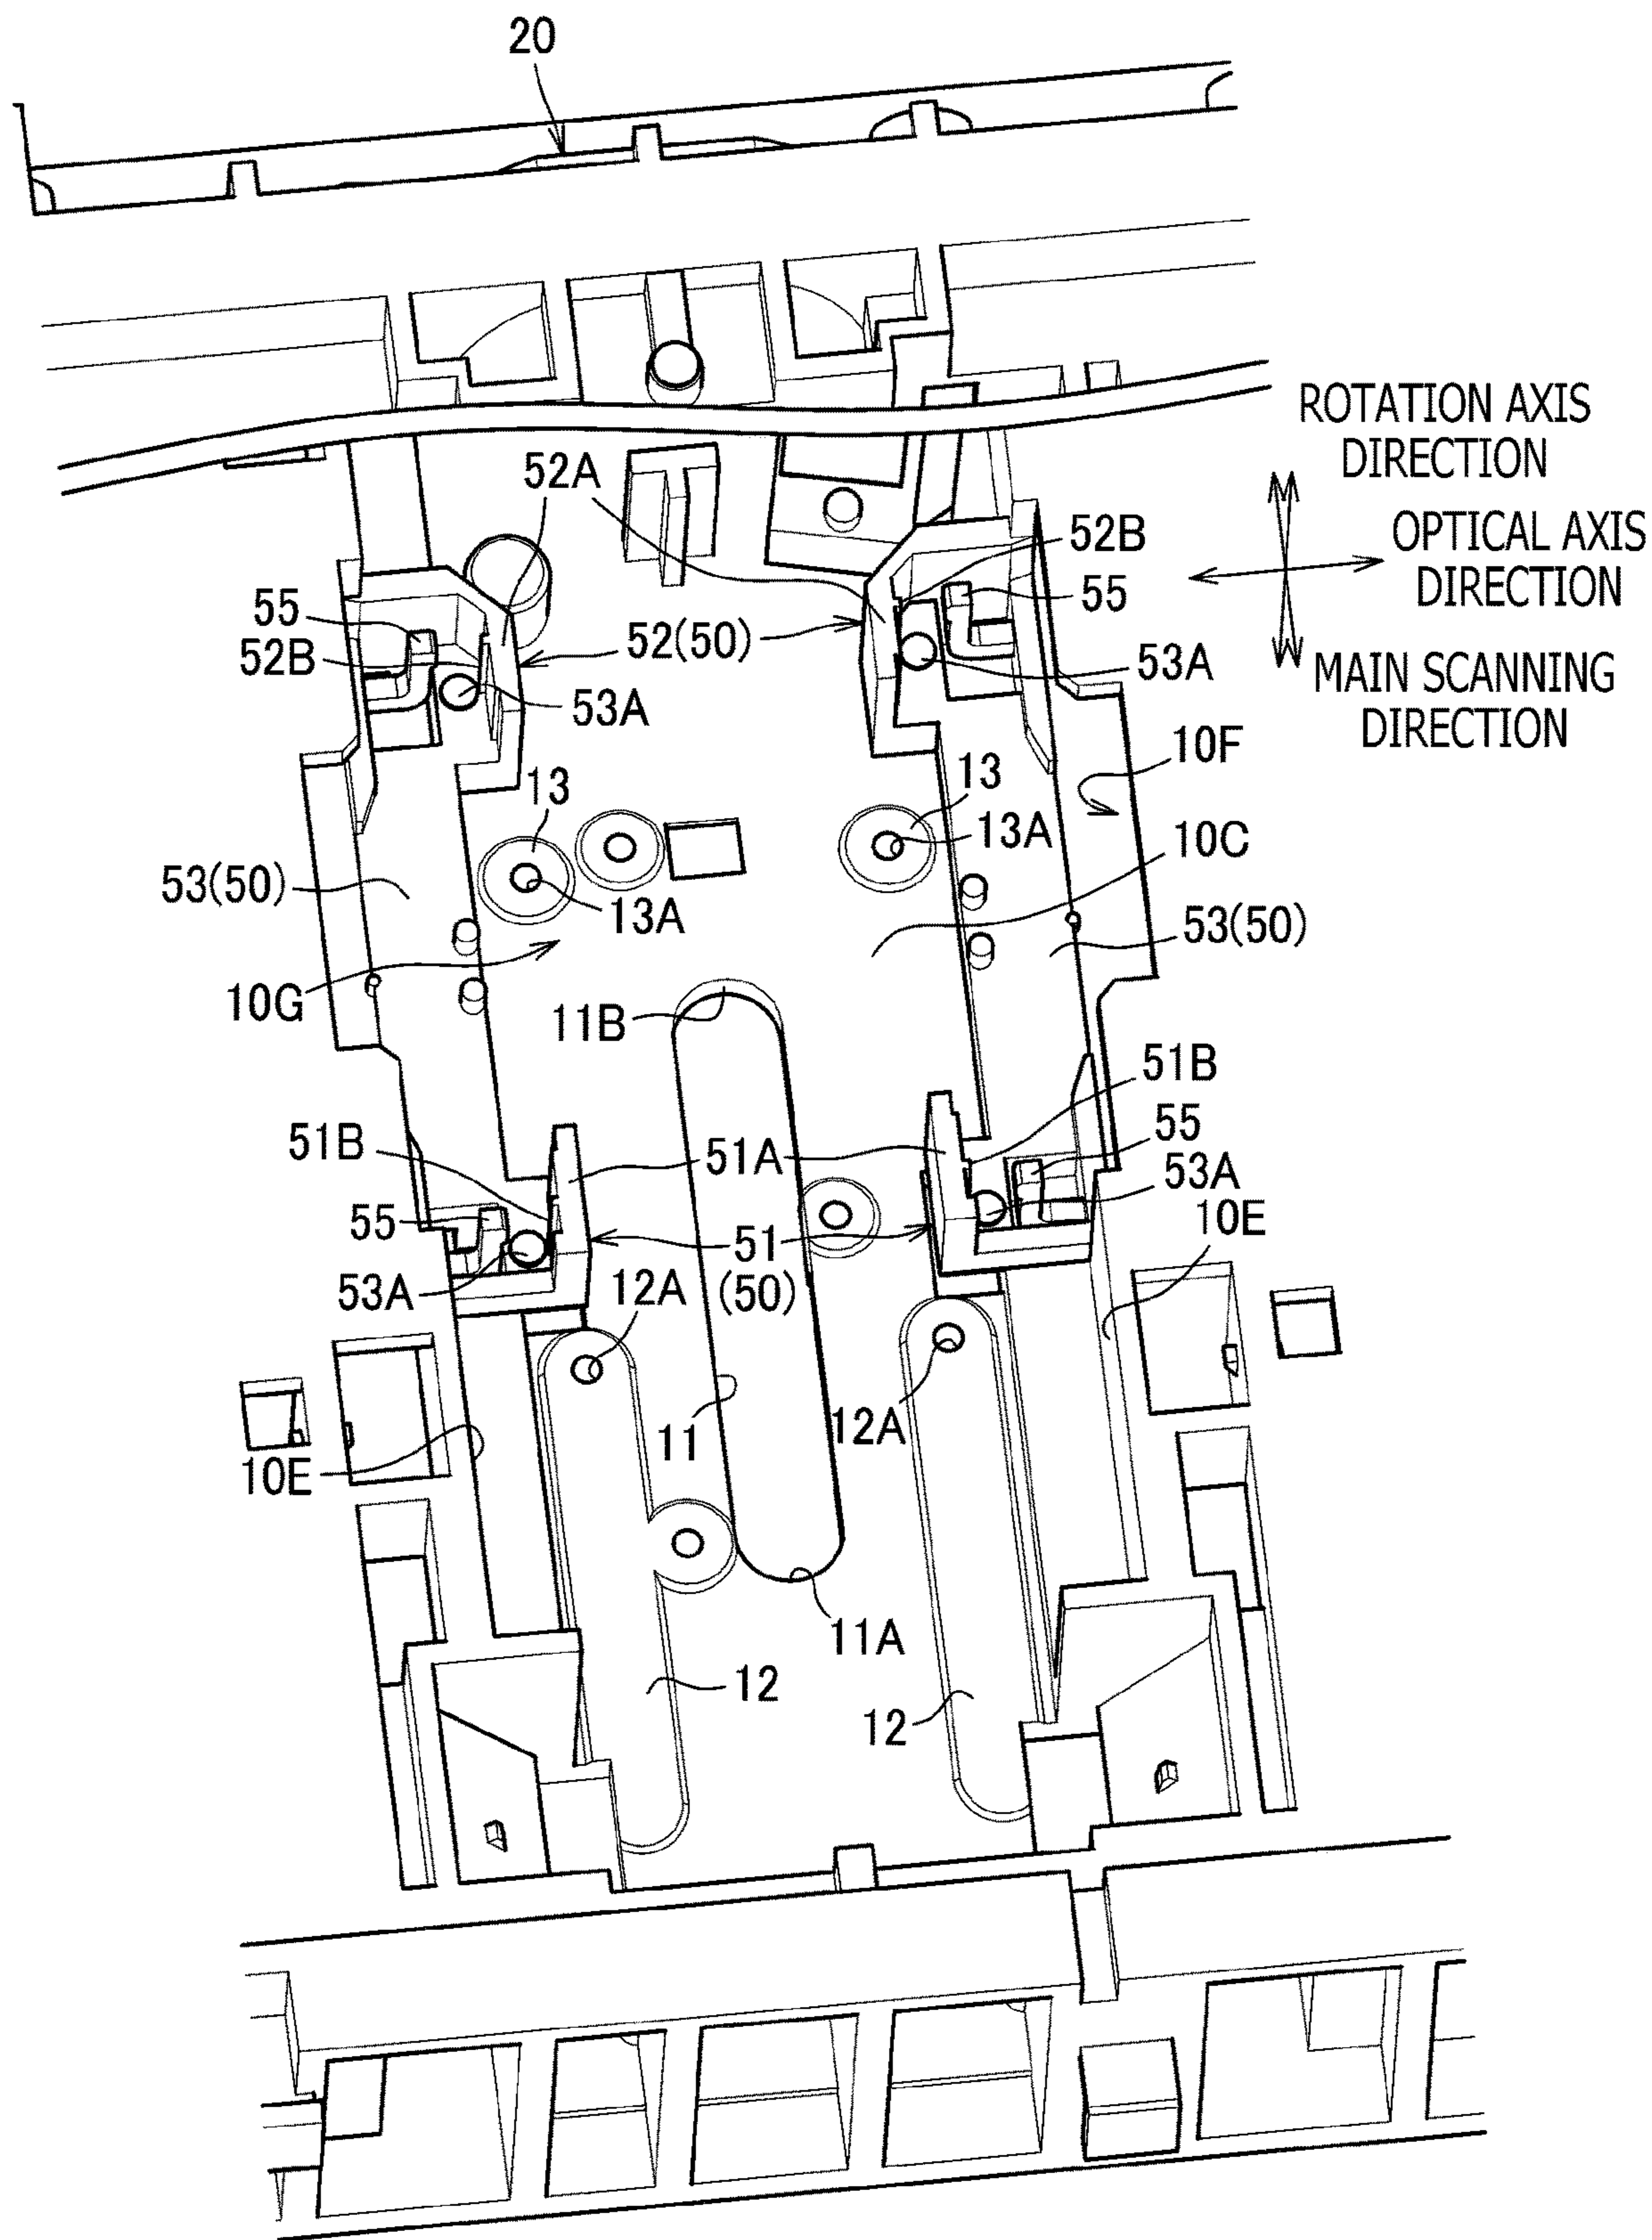 20
ROTATION AXIS
DIRECTION
52A
52B
OPTICAL AXIS
DIRECTION
55
55
52B
52(50)
53A
MAIN SCANNING
DIRECTION
53A
10F
13
13
13A
10C
53(50)
13A
53(50)
10G
11B
51B
51B
51A
55
53A
55
51
(50)
10E
53A
12A
12A
11
10E
11A
12
12